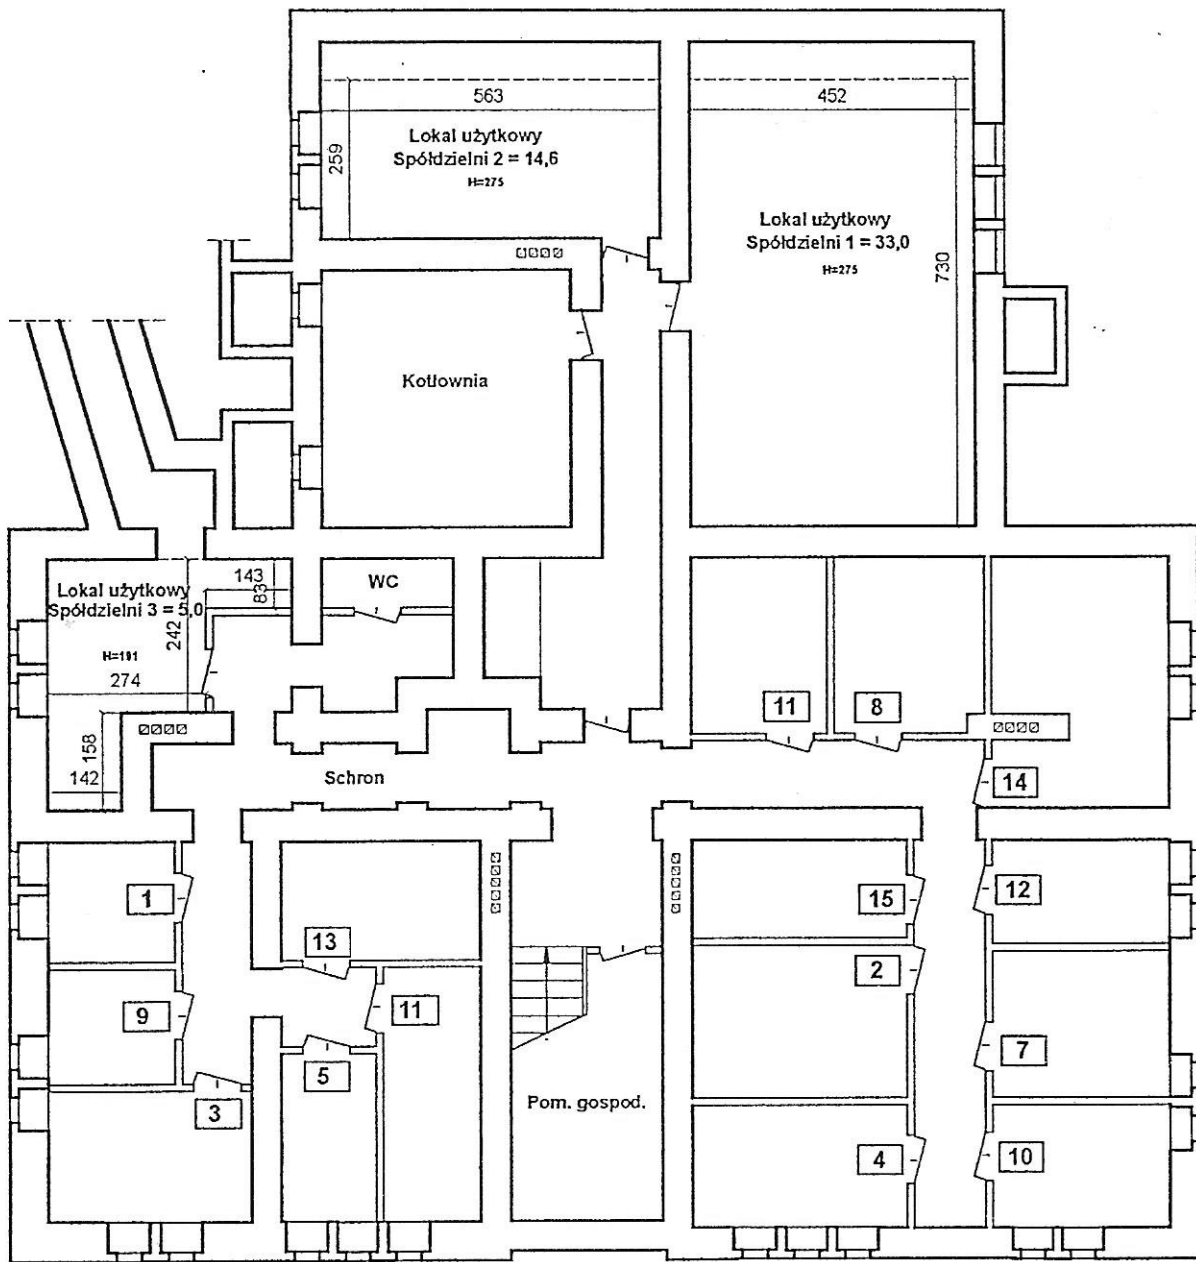 563
452
259
Lokal użytkowy
Spółdzielni 2 = 14,6
H=275
Lokal użytkowy
Spółdzielni 1 = 33,0
H=275
730
Kotłownia
143
83
WC
Lokal użytkowy
Spółdzielni 3 = 5,0
242
H=191
274
11
8
158
142
Schron
14
1
15
12
13
2
9
11
7
5
3
Pom. gospod.
4
10